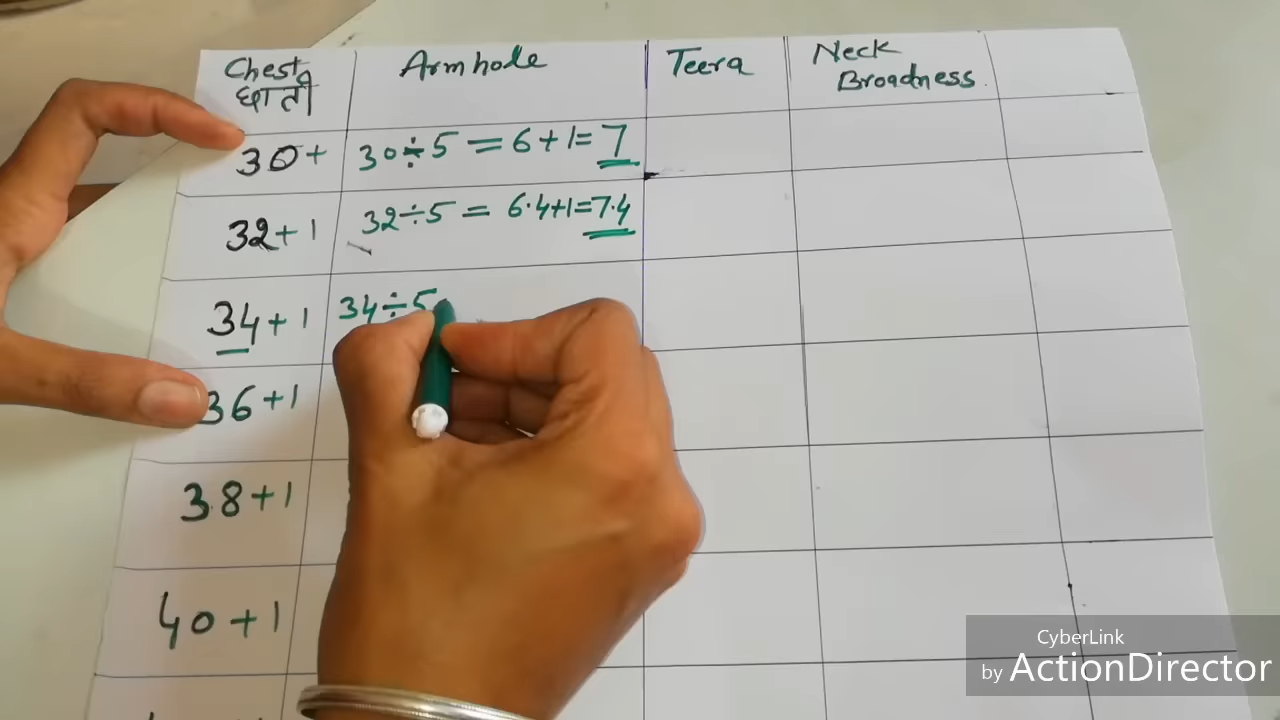 Chest
छाती
Armhole
Teera
Neck
Broadness
30+
30÷5 = 6+1= 7
32+1
32÷5 = 6.4+1=7.4
34+1
34÷5
36+1
38+1
40+1
CyberLink
by ActionDirector